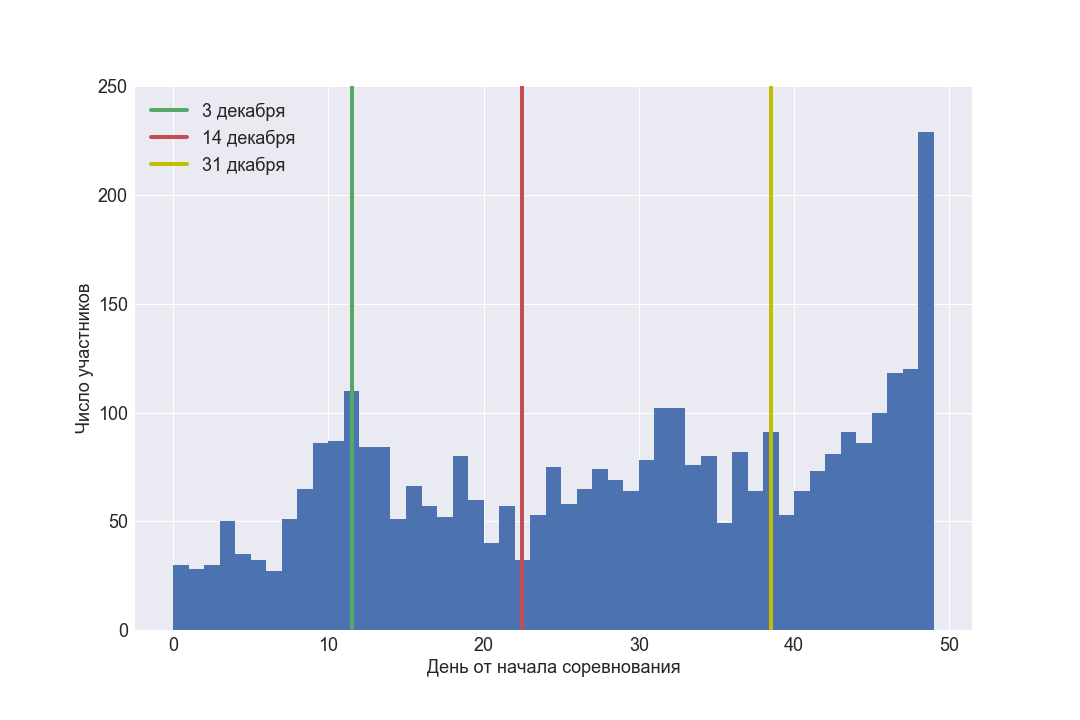 3 декабря
14 декабря
31 дкабря
250
200
150
100
50
0
Число участников
0 10 20 30 40 50
День от начала соревнования